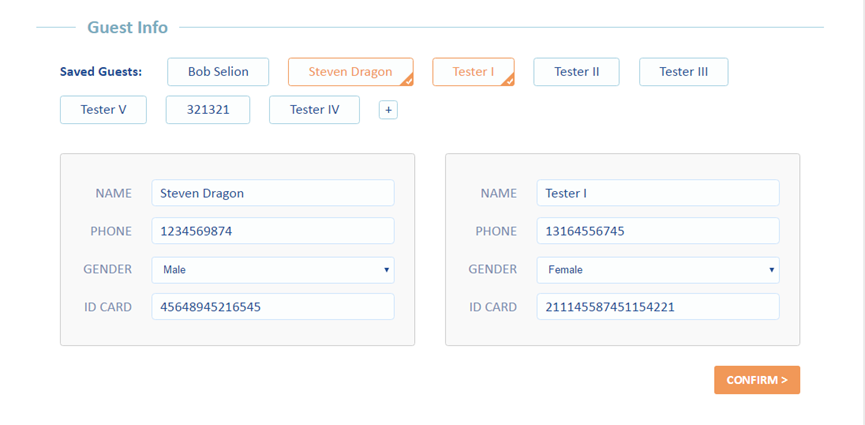 Guest Info
Saved Guests: Bob Selion Steven Dragon Tester I Tester II Tester III
Tester V 321321 Tester IV +
NAME Steven Dragon
PHONE 1234569874
GENDER Male
ID CARD 45648945216545
NAME Tester I
PHONE 13164556745
GENDER Female
ID CARD 211145587451154221
CONFIRM >